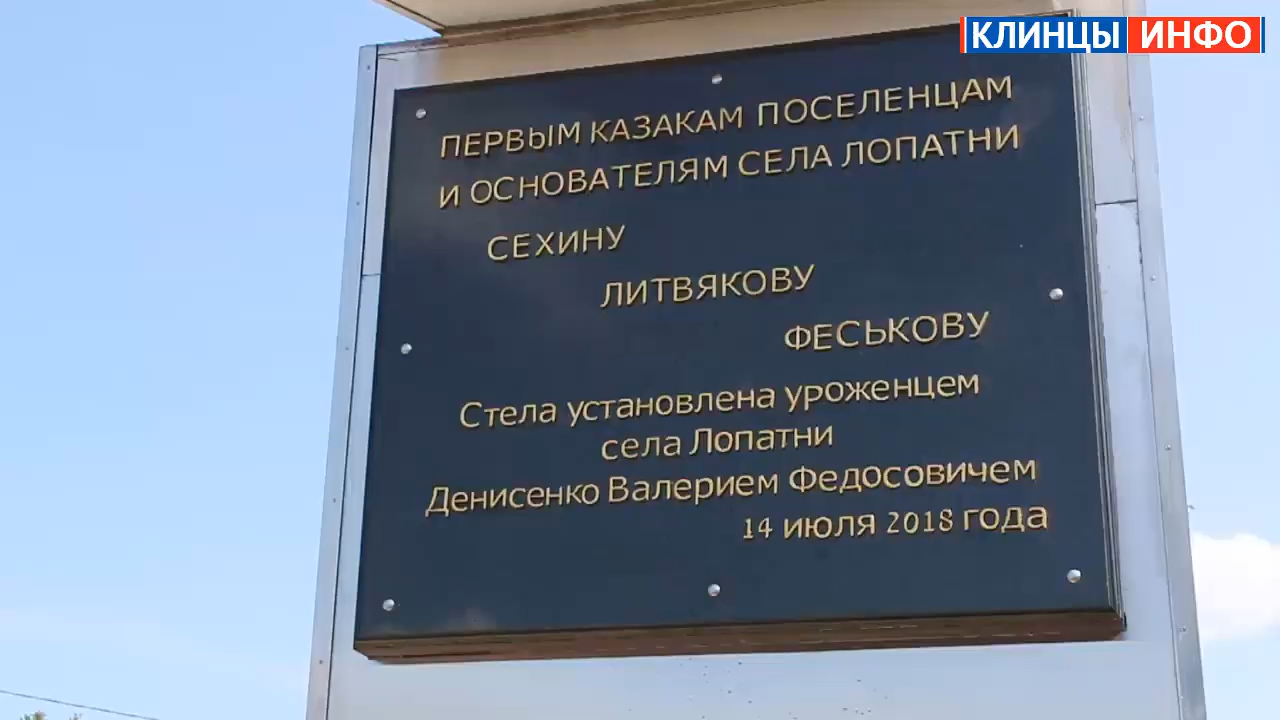 КЛИНЦЫ ИНФО
ПЕРВЫМ КАЗАКАМ ПОСЕЛЕНЦАМ
И ОСНОВАТЕЛЯМ СЕЛА ЛОПАТНИ
СЕХИНУ
ЛИТВЯКОВУ
ФЕСЬКОВУ
Стела установлена уроженцем
села Лопатни
Денисенко Валерием Федосовичем
14 июля 2018 года